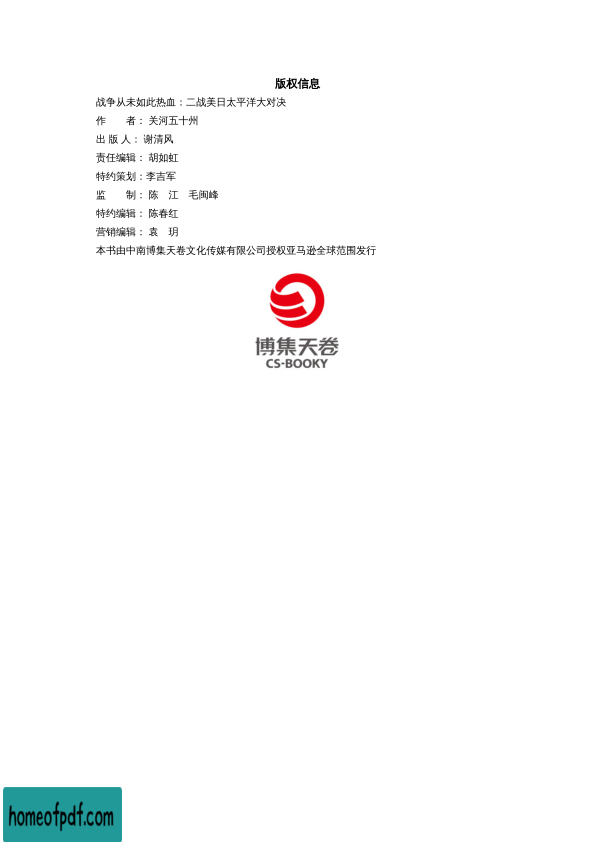 版权信息
战争从未如此热血：二战美日太平洋大对决
作　　者： 关河五十州
出 版 人： 谢清风
责任编辑： 胡如虹
特约策划：李吉军
监　　制： 陈　江　毛闽峰
特约编辑： 陈春红
营销编辑： 袁　玥
本书由中南博集天卷文化传媒有限公司授权亚马逊全球范围发行
博集天卷
CS-BOOKY
homeofpdf.com